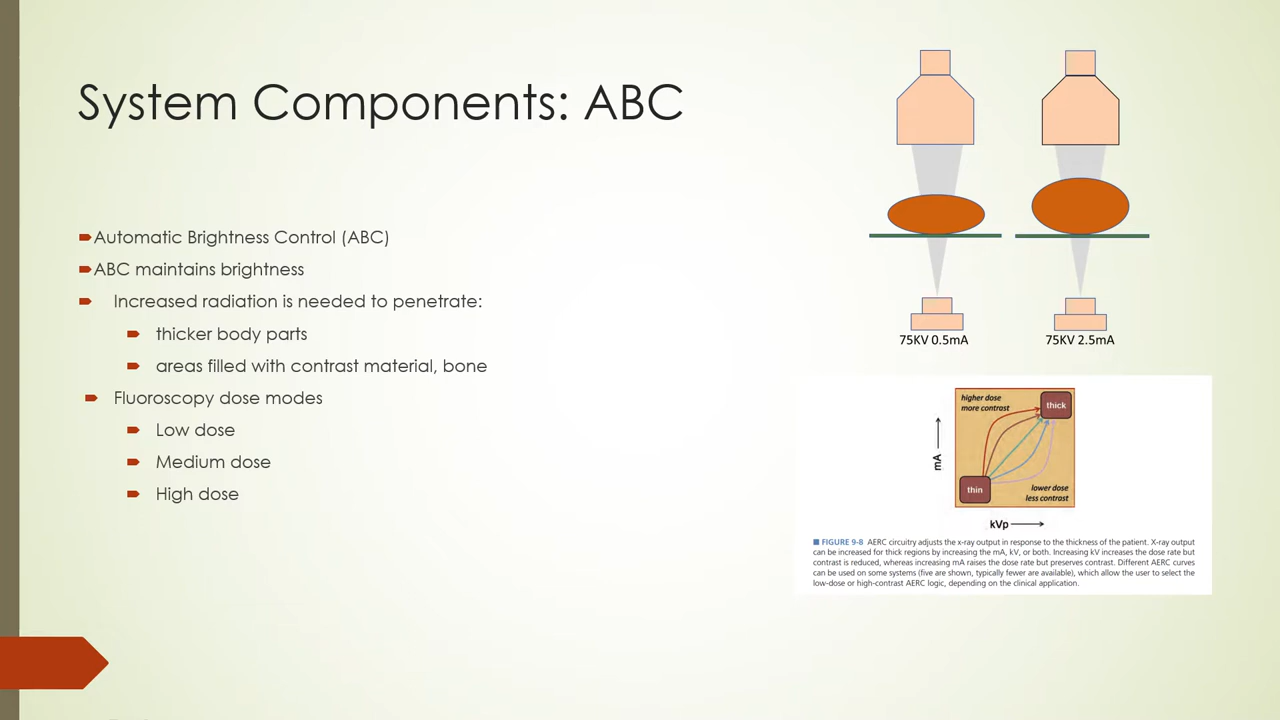 System Components: ABC
Automatic Brightness Control (ABC)
ABC maintains brightness
Increased radiation is needed to penetrate:
thicker body parts
areas filled with contrast material, bone
Fluoroscopy dose modes
Low dose
Medium dose
High dose
75KV 0.5mA
75KV 2.5mA
higher dose
more contrast
thick
mA
thin
lower dose
less contrast
kVp
FIGURE 9-8 AERC circuitry adjusts the x-ray output in response to the thickness of the patient. X-ray output
can be increased for thick regions by increasing the mA, kV, or both. Increasing kV increases the dose rate but
contrast is reduced, whereas increasing mA raises the dose rate but preserves contrast. Different AERC curves
can be used on some systems (five are shown, typically fewer are available), which allow the user to select the
low-dose or high-contrast AERC logic, depending on the clinical application.